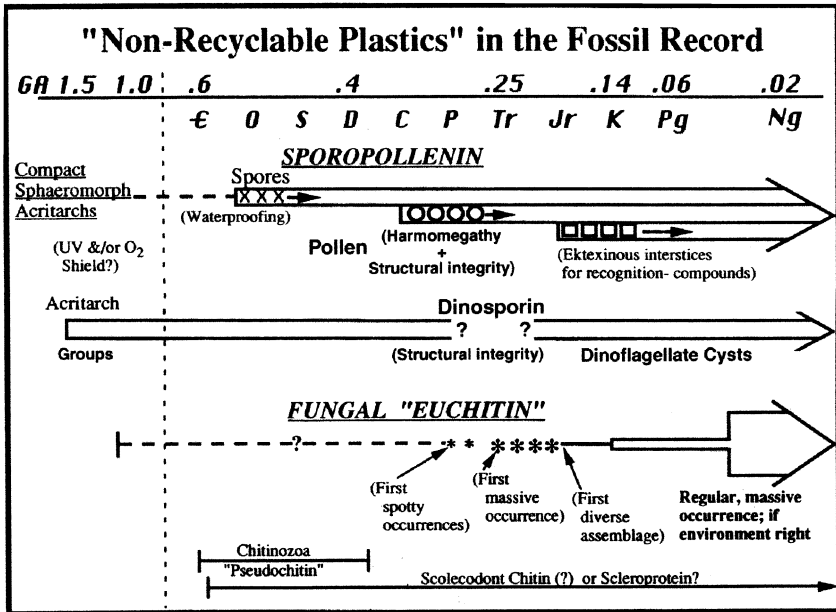 "Non-Recyclable Plastics" in the Fossil Record
GA 1.5 1.0 .6 .4 .25 .14 .06 .02
Є O S D C P Tr Jr K Pg Ng
SPOROPOLLENIN
Compact
Sphaeromorph
Acritarchs
Spores
X X X
(Waterproofing)
(UV &/or O2
Shield?)
Pollen
(Harmomegathy
+
Structural integrity)
(Ektexinous interstices
for recognition- compounds)
Acritarch
Groups
Dinosporin
? ?
(Structural integrity)
Dinoflagellate Cysts
FUNGAL "EUCHITIN"
? * * * * * *
(First
spotty
occurrences)
(First
massive
occurrence)
(First
diverse
assemblage)
Regular, massive
occurrence; if
environment right
Chitinozoa
"Pseudochitin"
Scolecodont Chitin (?) or Scleroprotein?